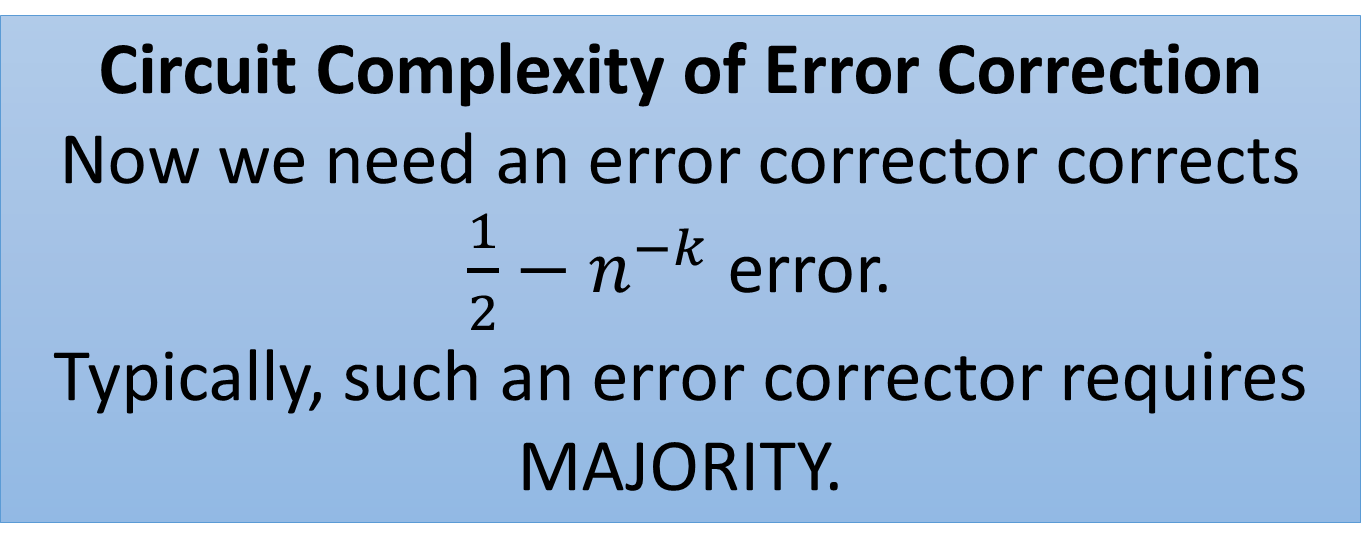 Circuit Complexity of Error Correction
Now we need an error corrector corrects
1/2 − n^{−k} error.
Typically, such an error corrector requires
MAJORITY.